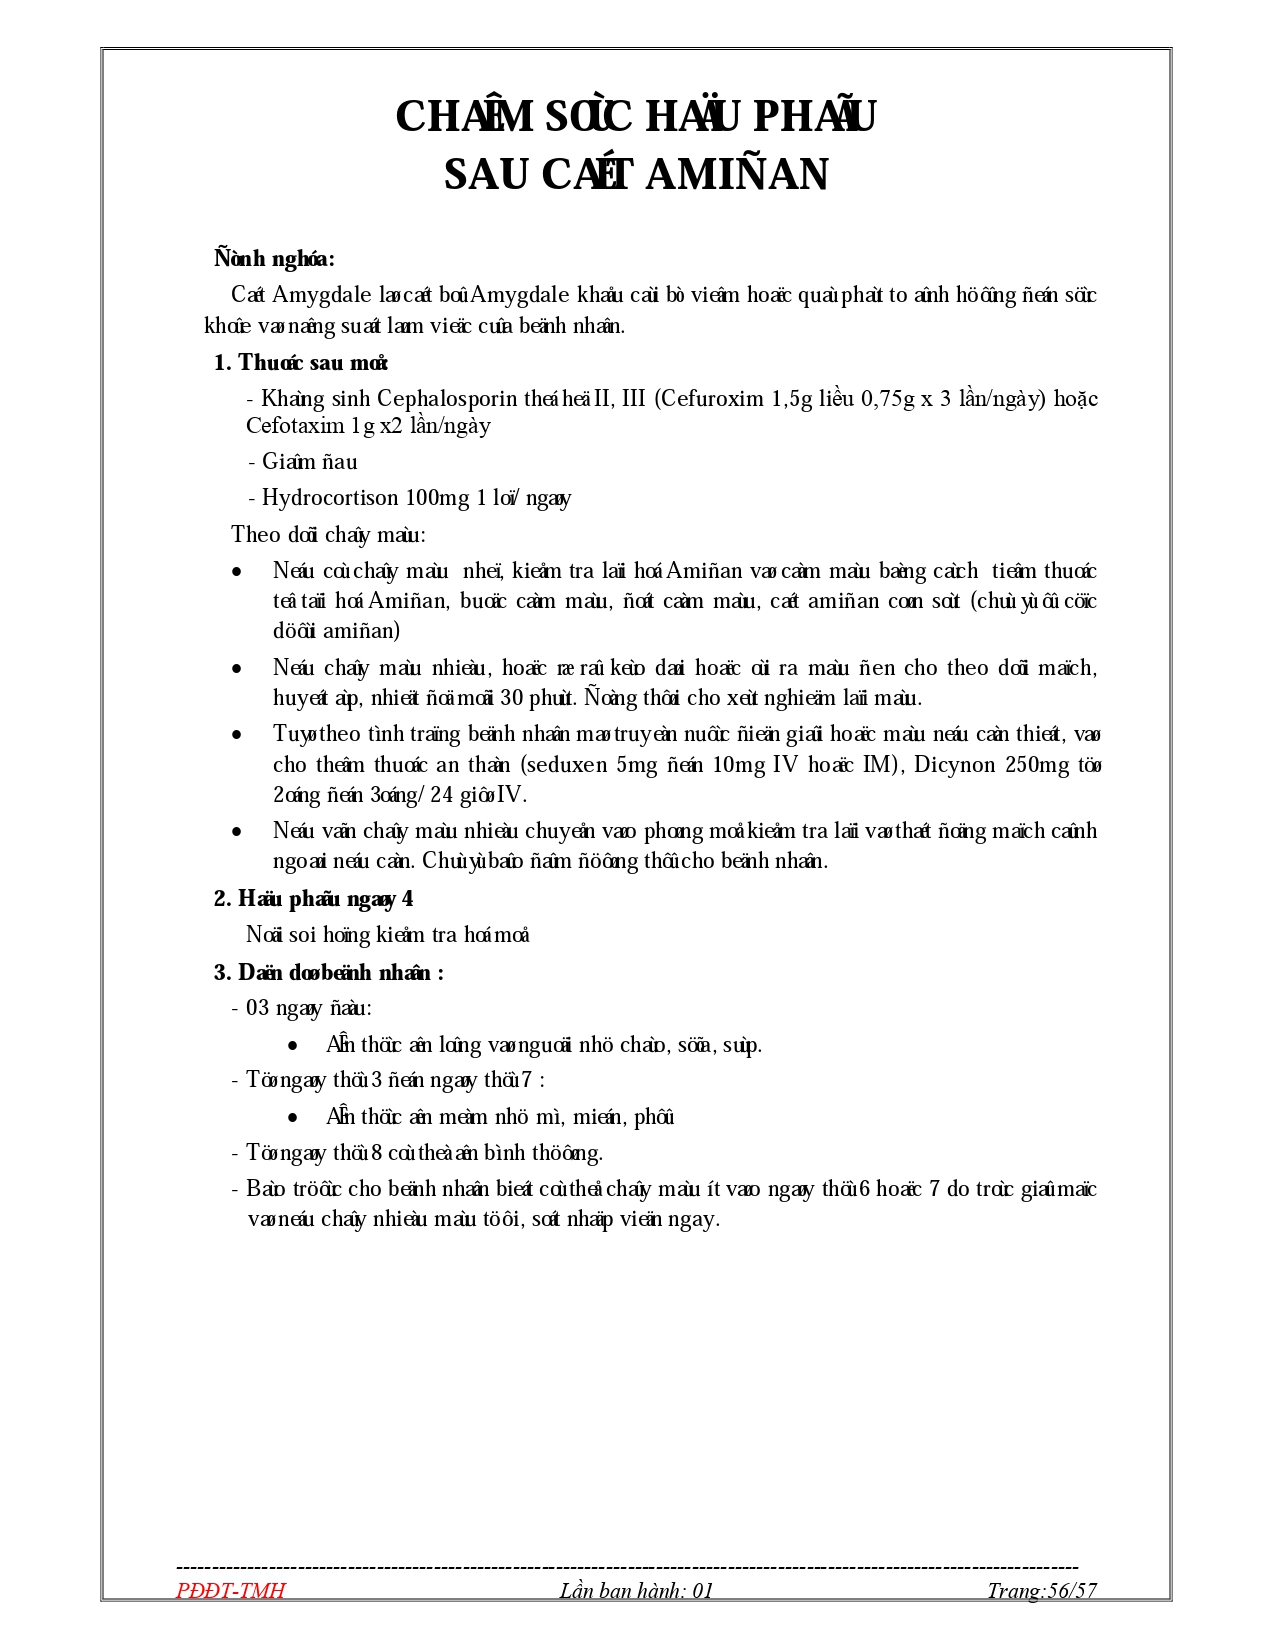 CHAÊM SOÙC HAÄU PHAÃU
SAU CAÉT AMIÑAN
Ñònh nghóa:
Caét Amygdale laø caét boû Amygdale khaåu caùi bò vieâm hoaëc quaù phaùt to aûnh höôûng ñeán söùc
khoûe vaø naêng suaát laøm vieäc cuûa beänh nhaân.
1. Thuoác sau moå:
- Khaùng sinh Cephalosporin theá heä II, III (Cefuroxim 1,5g liều 0,75g x 3 lần/ngày) hoặc
Cefotaxim 1g x2 lần/ngày
- Giaûm ñau
- Hydrocortison 100mg 1 loï/ ngaøy
Theo doõi chaûy maùu:
• Neáu coù chaûy maùu nheï, kieåm tra laïi hoá Amiñan vaø caàm maùu baèng caùch tieâm thuoác
teâ taïi hoá Amiñan, buoäc caàm maùu, ñoát caàm maùu, caét amiñan coøn soùt (chuù yù ôû cöïc
döôùi amiñan)
• Neáu chaûy maùu nhieàu, hoaëc ræ raû keùo daøi hoaëc oùi ra maùu ñen cho theo doõi maïch,
huyeát aùp, nhieät ñoä moãi 30 phuùt. Ñoàng thôøi cho xeùt nghieäm laïi maùu.
• Tuyø theo tình traïng beänh nhaân maø truyeàn nuôùc ñieän giaûi hoaëc maùu neáu caàn thieát, vaø
cho theâm thuoác an thaàn (seduxen 5mg ñeán 10mg IV hoaëc IM), Dicynon 250mg töø
2oáng ñeán 3oáng/ 24 giôø IV.
• Neáu vaãn chaûy maùu nhieàu chuyeån vaøo phoøng moå kieåm tra laïi vaø thaét ñoäng maïch caûnh
ngoaøi neáu caàn. Chuù yù baûo ñaûm ñöôøng thôû cho beänh nhaân.
2. Haäu phaãu ngaøy 4
Noäi soi hoïng kieåm tra hoá moå
3. Daën doø beänh nhaân :
- 03 ngaøy ñaàu:
• AÊn thöùc aên loûng vaø nguoäi nhö chaùo, söõa, suùp.
- Töø ngaøy thöù 3 ñeán ngaøy thöù 7 :
• AÊn thöùc aên meàm nhö mì, mieán, phôû
- Töø ngaøy thöù 8 coù theà aên bình thöôøng.
- Baùo tröôùc cho beänh nhaân bieát coù theå chaûy maùu ít vaøo ngaøy thöù 6 hoaëc 7 do troùc giaû maïc
vaø neáu chaûy nhieàu maùu töôi, soát nhaäp vieän ngay.
-----------------------------------------------------------------------------------------------------------------------------
PĐĐT-TMH Lần ban hành: 01 Trang:56/57